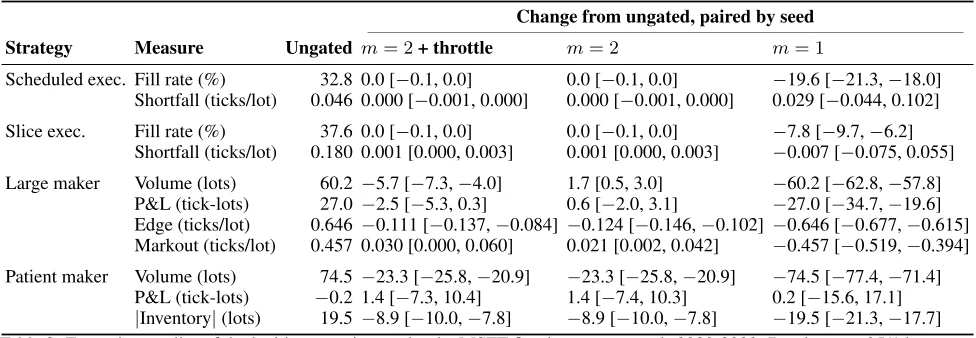 Change from ungated, paired by seed
Strategy Measure Ungated m = 2 + throttle m = 2 m = 1
Scheduled exec. Fill rate (%) 32.8 0.0 [−0.1, 0.0] 0.0 [−0.1, 0.0] −19.6 [−21.3, −18.0]
Shortfall (ticks/lot) 0.046 0.000 [−0.001, 0.000] 0.000 [−0.001, 0.000] 0.029 [−0.044, 0.102]
Slice exec. Fill rate (%) 37.6 0.0 [−0.1, 0.0] 0.0 [−0.1, 0.0] −7.8 [−9.7, −6.2]
Shortfall (ticks/lot) 0.180 0.001 [0.000, 0.003] 0.001 [0.000, 0.003] −0.007 [−0.075, 0.055]
Large maker Volume (lots) 60.2 −5.7 [−7.3, −4.0] 1.7 [0.5, 3.0] −60.2 [−62.8, −57.8]
P&L (tick-lots) 27.0 −2.5 [−5.3, 0.3] 0.6 [−2.0, 3.1] −27.0 [−34.7, −19.6]
Edge (ticks/lot) 0.646 −0.111 [−0.137, −0.084] −0.124 [−0.146, −0.102] −0.646 [−0.677, −0.615]
Markout (ticks/lot) 0.457 0.030 [0.000, 0.060] 0.021 [0.002, 0.042] −0.457 [−0.519, −0.394]
Patient maker Volume (lots) 74.5 −23.3 [−25.8, −20.9] −23.3 [−25.8, −20.9] −74.5 [−77.4, −71.4]
P&L (tick-lots) −0.2 1.4 [−7.3, 10.4] 1.4 [−7.4, 10.3] 0.2 [−15.6, 17.1]
|Inventory| (lots) 19.5 −8.9 [−10.0, −7.8] −8.9 [−10.0, −7.8] −19.5 [−21.3, −17.7]